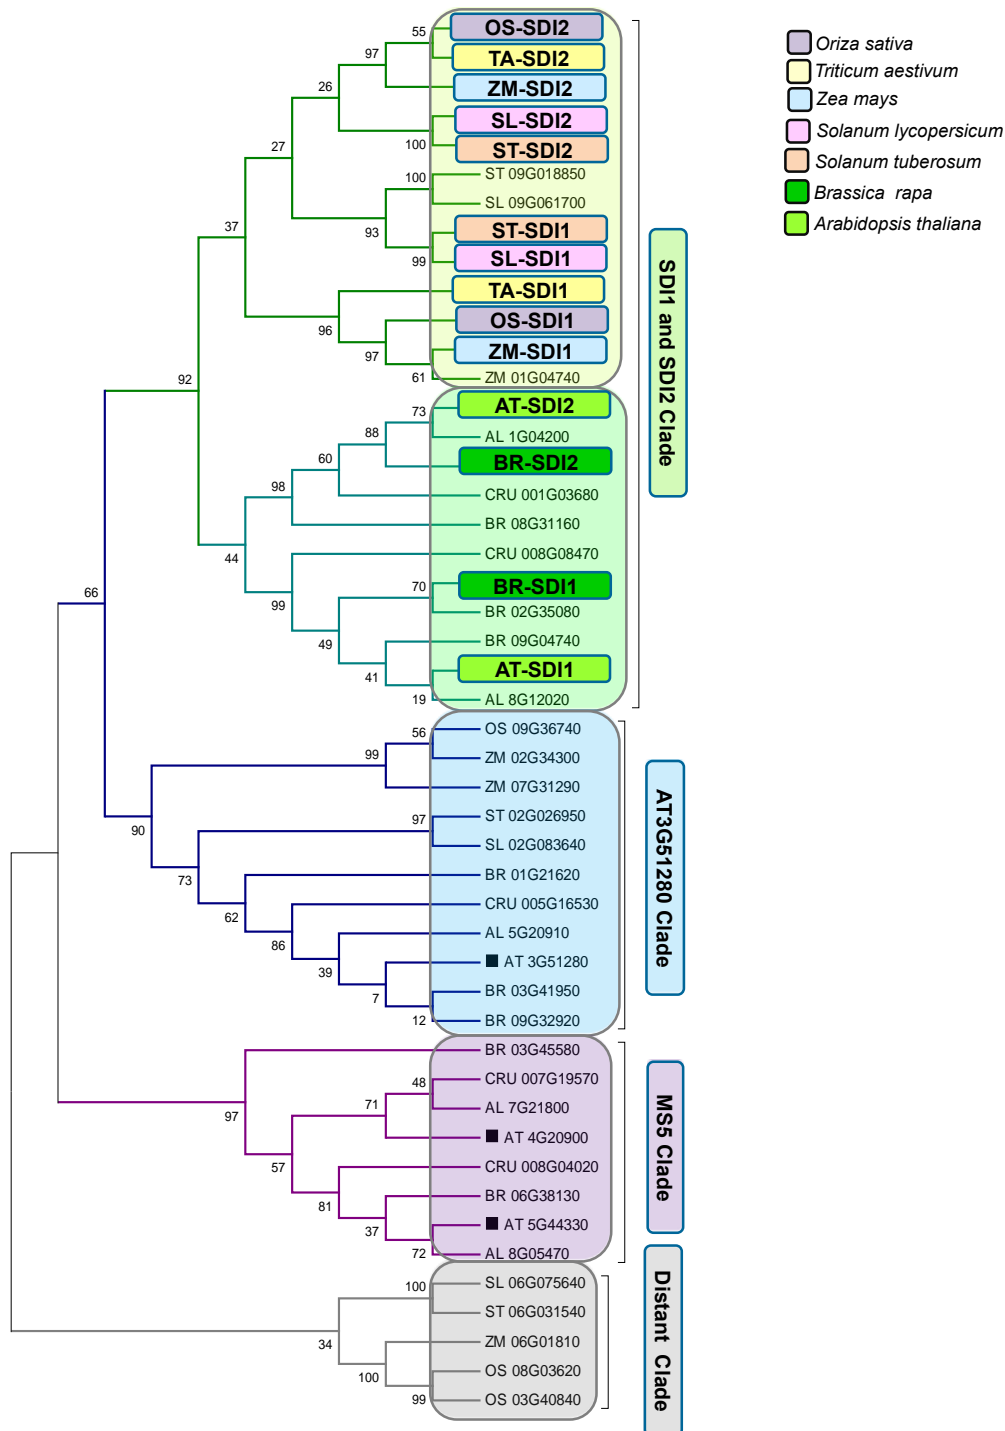 OS-SDI2
TA-SDI2
ZM-SDI2
SL-SDI2
ST-SDI2
ST 09G018850
SL 09G061700
ST-SDI1
SL-SDI1
TA-SDI1
OS-SDI1
ZM-SDI1
ZM 01G04740
AT-SDI2
AL 1G04200
BR-SDI2
CRU 001G03680
BR 08G31160
CRU 008G08470
BR-SDI1
BR 02G35080
BR 09G04740
AT-SDI1
AL 8G12020
OS 09G36740
ZM 02G34300
ZM 07G31290
ST 02G026950
SL 02G083640
BR 01G21620
CRU 005G16530
AL 5G20910
AT 3G51280
BR 03G41950
BR 09G32920
BR 03G45580
CRU 007G19570
AL 7G21800
AT 4G20900
CRU 008G04020
BR 06G38130
AT 5G44330
AL 8G05470
SL 06G075640
ST 06G031540
ZM 06G01810
OS 08G03620
OS 03G40840
55
97
26
100
27
100
37
93
99
96
97
61
92
73
88
60
98
44
70
99
49
41
19
66
56
99
90
97
73
62
86
39
7
12
48
71
97
57
81
37
72
100
34
100
99
SDI1 and SDI2 Clade
AT3G51280 Clade
MS5 Clade
Distant Clade
Oriza sativa
Triticum aestivum
Zea mays
Solanum lycopersicum
Solanum tuberosum
Brassica rapa
Arabidopsis thaliana